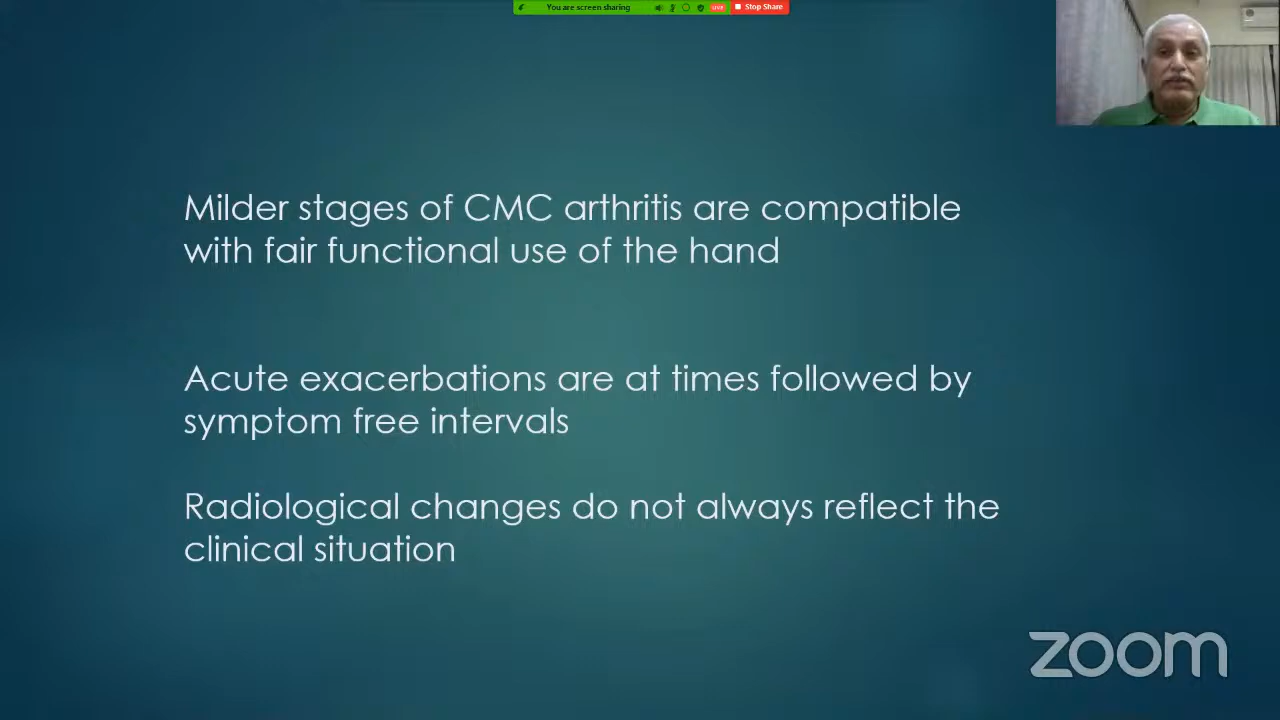 You are screen sharing LIVE Stop Share
Milder stages of CMC arthritis are compatible
with fair functional use of the hand
Acute exacerbations are at times followed by
symptom free intervals
Radiological changes do not always reflect the
clinical situation
zoom